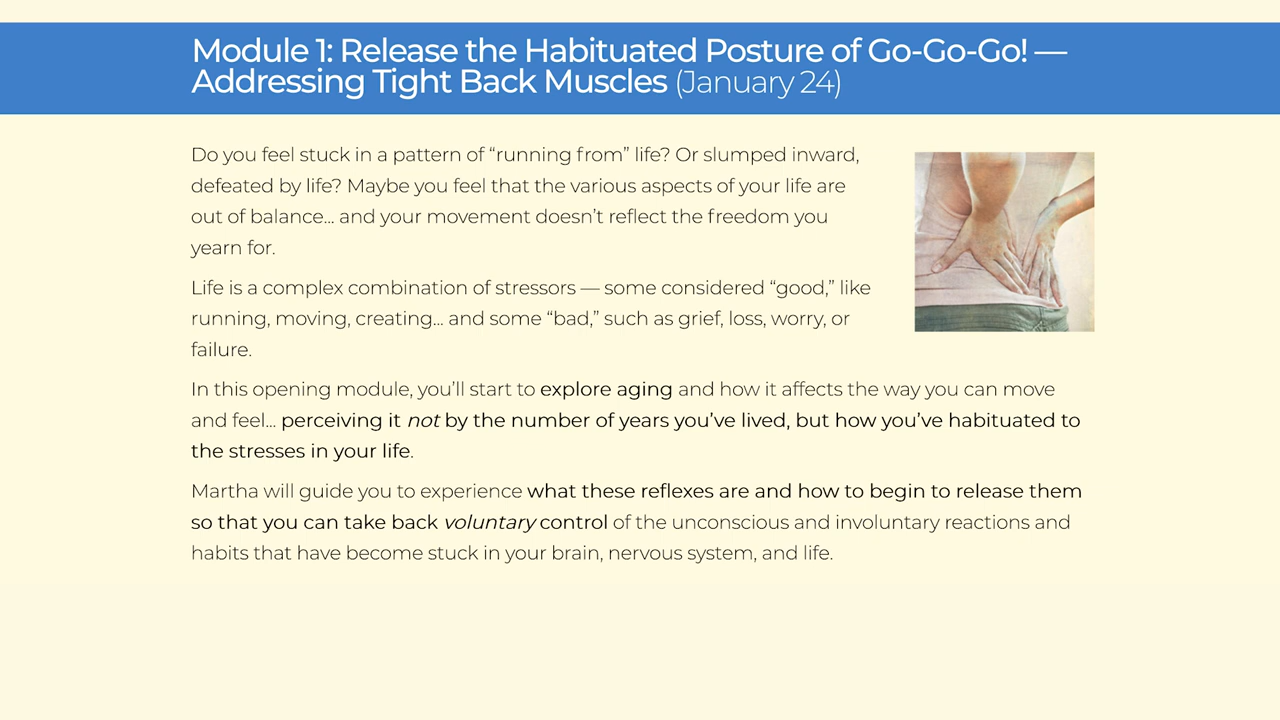 Module 1: Release the Habituated Posture of Go-Go-Go! —
Addressing Tight Back Muscles (January 24)
Do you feel stuck in a pattern of “running from” life? Or slumped inward,
defeated by life? Maybe you feel that the various aspects of your life are
out of balance... and your movement doesn’t reflect the freedom you
yearn for.
Life is a complex combination of stressors — some considered “good,” like
running, moving, creating... and some “bad,” such as grief, loss, worry, or
failure.
In this opening module, you’ll start to explore aging and how it affects the way you can move
and feel... perceiving it not by the number of years you’ve lived, but how you’ve habituated to
the stresses in your life.
Martha will guide you to experience what these reflexes are and how to begin to release them
so that you can take back voluntary control of the unconscious and involuntary reactions and
habits that have become stuck in your brain, nervous system, and life.